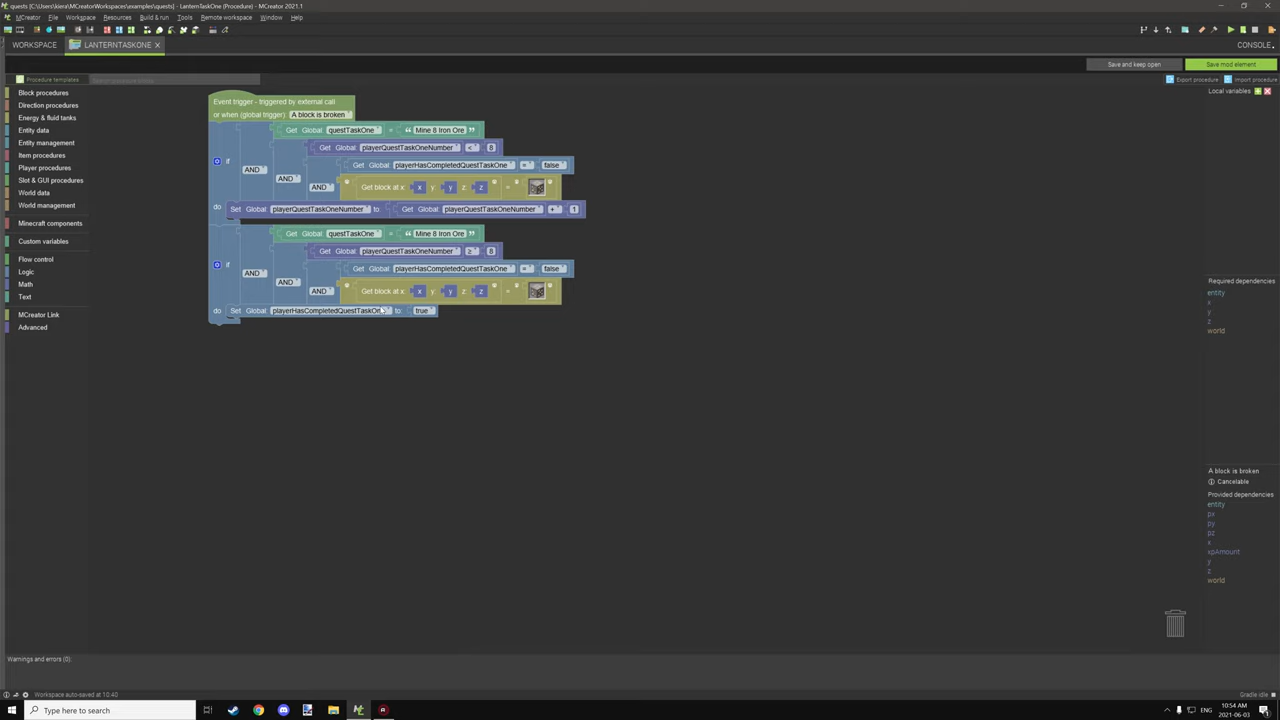 quests [C:\Users\kiera\MCreatorWorkspaces\examples\quests] - LanternTaskOne (Procedure) - MCreator 2021.1
MCreator File Workspace Resources Build & run Tools Remote workspace Window Help
WORKSPACE LANTERNTASKONE CONSOLE
Save and keep open Save mod element
Procedure templates
Export procedure Import procedure
Local variables
Block procedures
Direction procedures
Energy & fluid tanks
Entity data
Entity management
Item procedures
Player procedures
Slot & GUI procedures
World data
World management
Minecraft components
Custom variables
Flow control
Logic
Math
Text
MCreator Link
Advanced
Event trigger - triggered by external call
or when (global trigger): A block is broken
Get Global: questTaskOne = “ Mine 8 Iron Ore ”
Get Global: playerQuestTaskOneNumber < 8
if AND AND AND Get Global: playerHasCompletedQuestTaskOne = false
Get block at x: x y: y z: z =
do Set Global: playerQuestTaskOneNumber to: Get Global: playerQuestTaskOneNumber + 1
Get Global: questTaskOne = “ Mine 8 Iron Ore ”
Get Global: playerQuestTaskOneNumber ≥ 8
if AND AND AND Get Global: playerHasCompletedQuestTaskOne = false
Get block at x: x y: y z: z =
do Set Global: playerHasCompletedQuestTaskOne to: true
Required dependencies:
entity
x
y
z
world
A block is broken
Cancelable
Provided dependencies:
entity
px
py
pz
x
xpAmount
y
z
world
Warnings and errors (0):
Workspace auto-saved at 10:40 Gradle idle
Type here to search
ENG
10:54 AM
2021-06-03